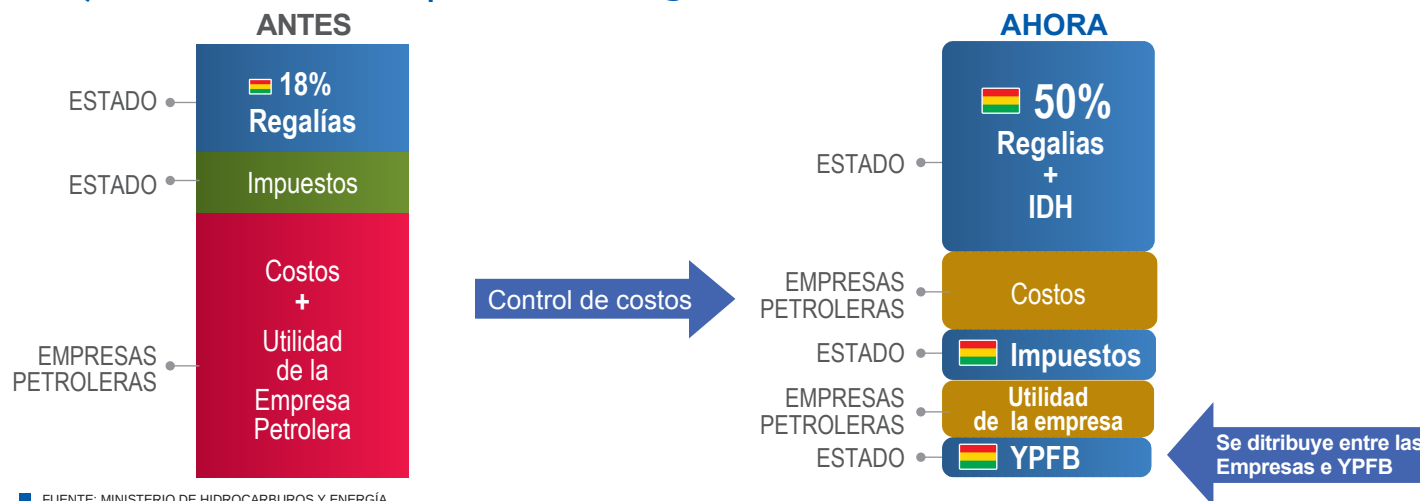 ANTES
ESTADO
18%
Regalías
ESTADO
Impuestos
EMPRESAS
PETROLERAS
Costos
+
Utilidad
de la
Empresa
Petrolera
Control de costos
AHORA
ESTADO
50%
Regalias
+
IDH
EMPRESAS
PETROLERAS
Costos
ESTADO
Impuestos
EMPRESAS
PETROLERAS
Utilidad
de la empresa
ESTADO
YPFB
Se ditribuye entre las
Empresas e YPFB
FUENTE: MINISTERIO DE HIDROCARBUROS Y ENERGÍA